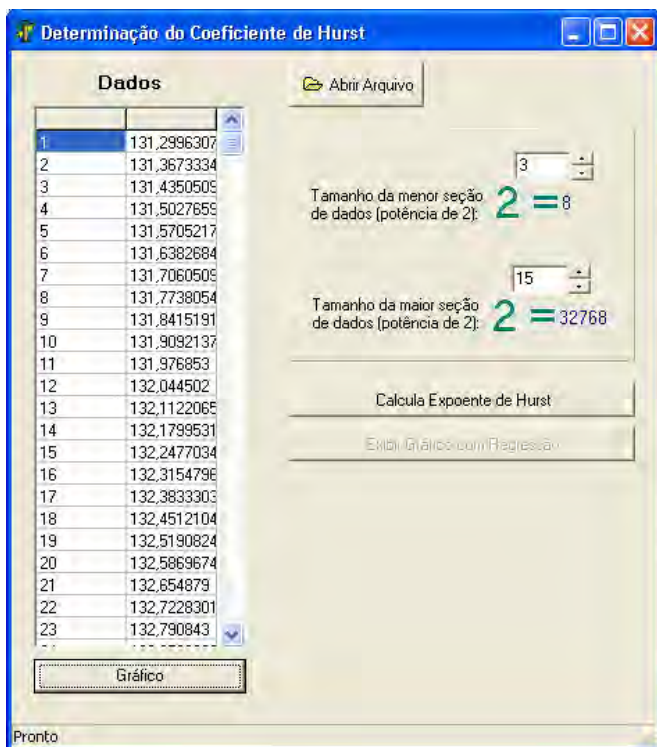 Determinação do Coeficiente de Hurst
Dados
Abrir Arquivo
1 131,2996307
2 131,3673334
3 131,4350509
4 131,5027659
5 131,5705217
6 131,6382684
7 131,7060509
8 131,7738054
9 131,8415191
10 131,9092137
11 131,976853
12 132,044502
13 132,1122065
14 132,1799531
15 132,2477034
16 132,3154796
17 132,3833303
18 132,4512104
19 132,5190824
20 132,5869674
21 132,654879
22 132,7228301
23 132,790843
Gráfico
3
Tamanho da menor seção
de dados (potência de 2):
2 = 8
15
Tamanho da maior seção
de dados (potência de 2):
2 = 32768
Calcula Expoente de Hurst
Exibir Gráfico com Regressão
Pronto